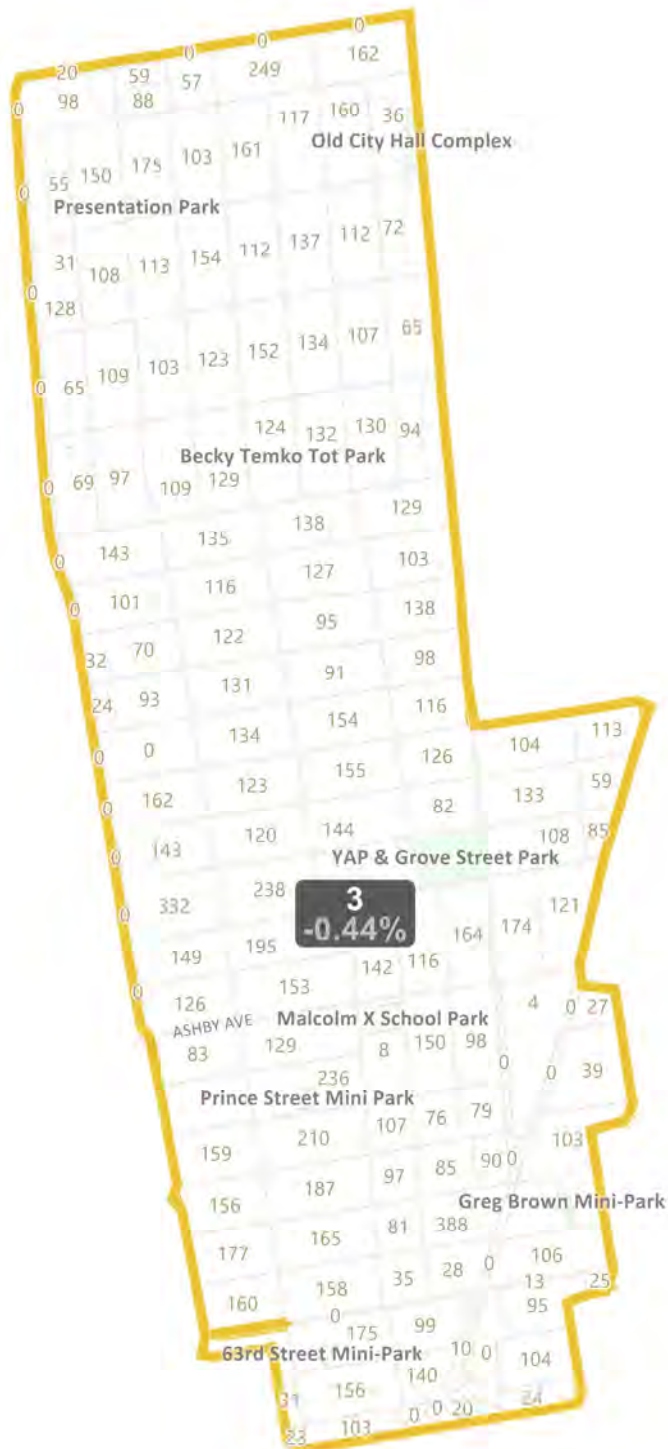 0 0 0
20 59 57 249 162
0 98 88
117 160 36
Old City Hall Complex
0 55 150 175 103 161
Presentation Park
31 108 113 154 112 137 112 72
0 128
0 65 109 103 123 152 134 107 65
124 132 130 94
Becky Temko Tot Park
0 69 97 109 129
0 143 135 138 129
0 101 116 127 103
32 70 122 95 138
24 93 131 91 98
0 0 134 154 116
104 113
0 162 123 155 126
133 59
82
0 143 120 144
108 85
YAP & Grove Street Park
0 332 238
3
-0.44%
164 174 121
149 195 142 116
0 126 153
4 0 27
ASHBY AVE
Malcolm X School Park
83 129 8 150 98
0 0 39
236
Prince Street Mini Park
159 210 107 76 79
103
156 187 97 85 90 0
Greg Brown Mini-Park
177 165 81 388
160 158 35 28 0 106
13 25
0
175 99 95
63rd Street Mini-Park
10 0 104
31 156 140
23 103 0 0 20 24